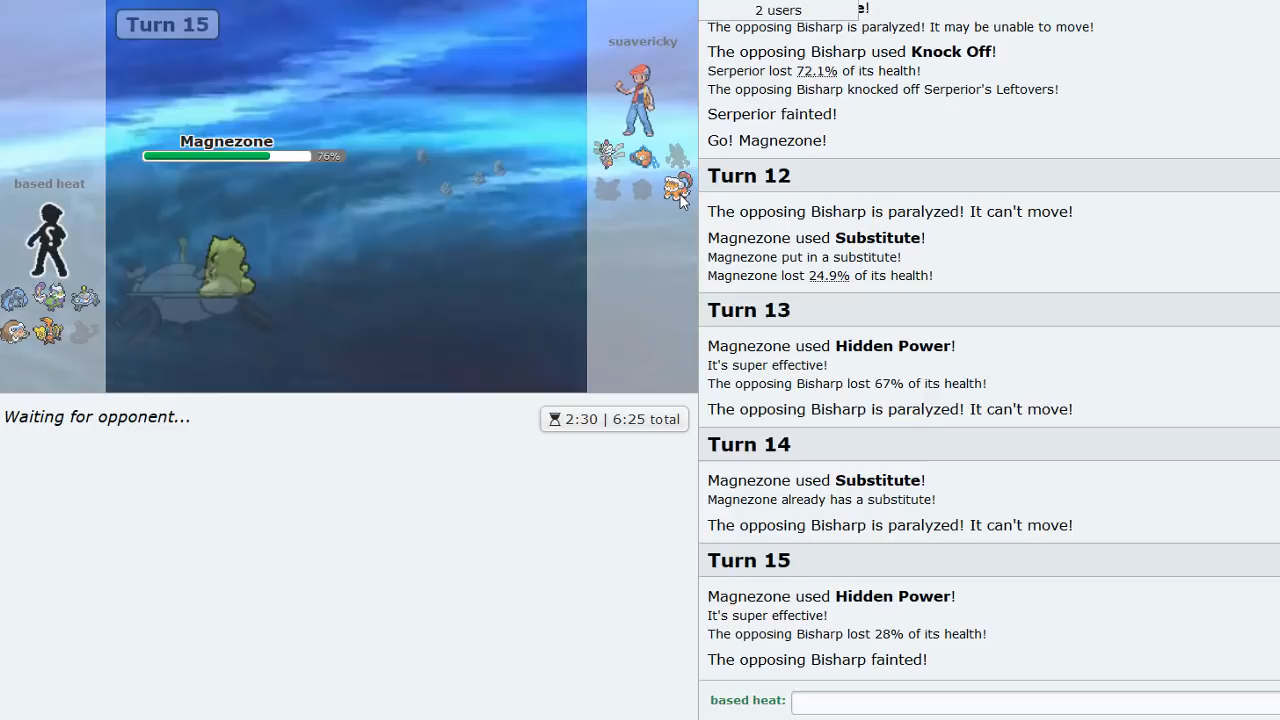 Turn 15
suavericky
Magnezone
76%
based heat
Waiting for opponent...
2:30 | 6:25 total
2 users
e!
The opposing Bisharp is paralyzed! It may be unable to move!
The opposing Bisharp used Knock Off!
Serperior lost 72.1% of its health!
The opposing Bisharp knocked off Serperior's Leftovers!
Serperior fainted!
Go! Magnezone!
Turn 12
The opposing Bisharp is paralyzed! It can't move!
Magnezone used Substitute!
Magnezone put in a substitute!
Magnezone lost 24.9% of its health!
Turn 13
Magnezone used Hidden Power!
It's super effective!
The opposing Bisharp lost 67% of its health!
The opposing Bisharp is paralyzed! It can't move!
Turn 14
Magnezone used Substitute!
Magnezone already has a substitute!
The opposing Bisharp is paralyzed! It can't move!
Turn 15
Magnezone used Hidden Power!
It's super effective!
The opposing Bisharp lost 28% of its health!
The opposing Bisharp fainted!
based heat: